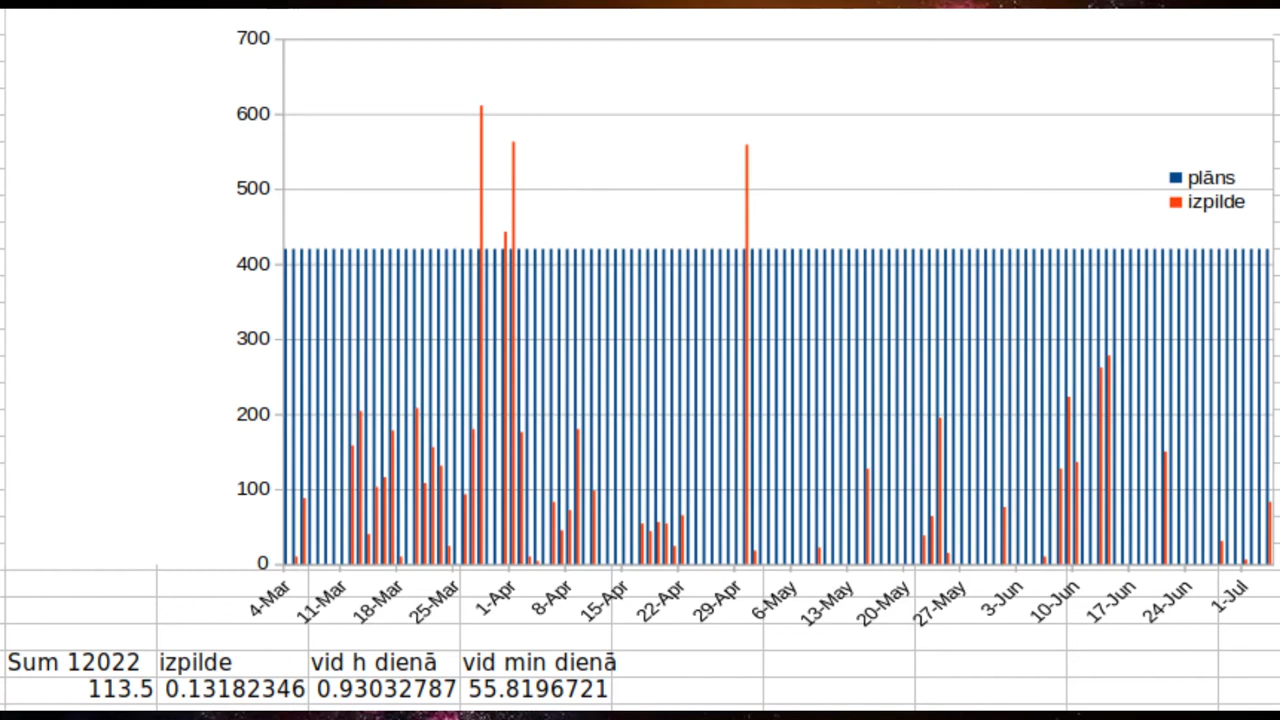 700
600
500
400
300
200
100
0
plāns
izpilde
4-Mar 11-Mar 18-Mar 25-Mar 1-Apr 8-Apr 15-Apr 22-Apr 29-Apr 6-May 13-May 20-May 27-May 3-Jun 10-Jun 17-Jun 24-Jun 1-Jul
Sum 12022 izpilde vid h dienā vid min dienā
113.5 0.13182346 0.93032787 55.8196721